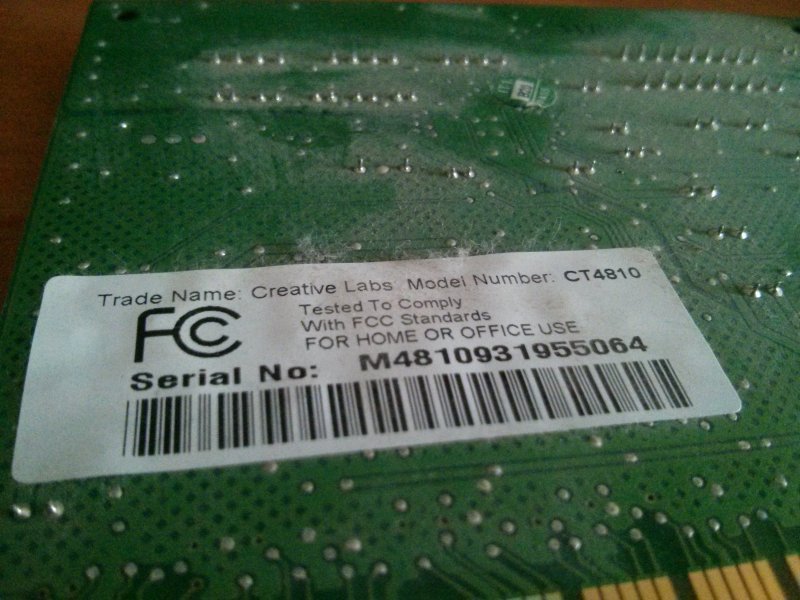 Trade Name: Creative Labs Model Number: CT4810
FCC
Tested To Comply
With FCC Standards
FOR HOME OR OFFICE USE
Serial No: M4810931955064